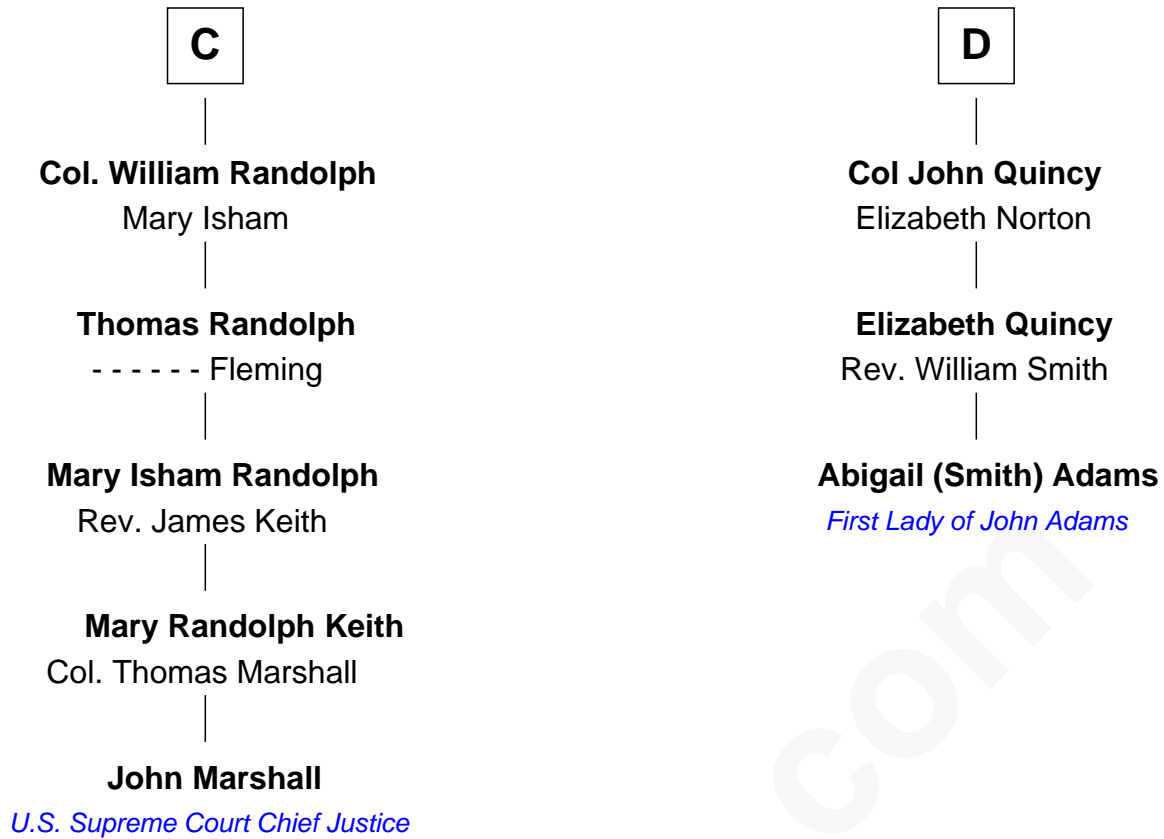 C
Col. William Randolph
Mary Isham
Thomas Randolph
- - - - - - Fleming
Mary Isham Randolph
Rev. James Keith
Mary Randolph Keith
Col. Thomas Marshall
John Marshall
U.S. Supreme Court Chief Justice
D
Col John Quincy
Elizabeth Norton
Elizabeth Quincy
Rev. William Smith
Abigail (Smith) Adams
First Lady of John Adams
com